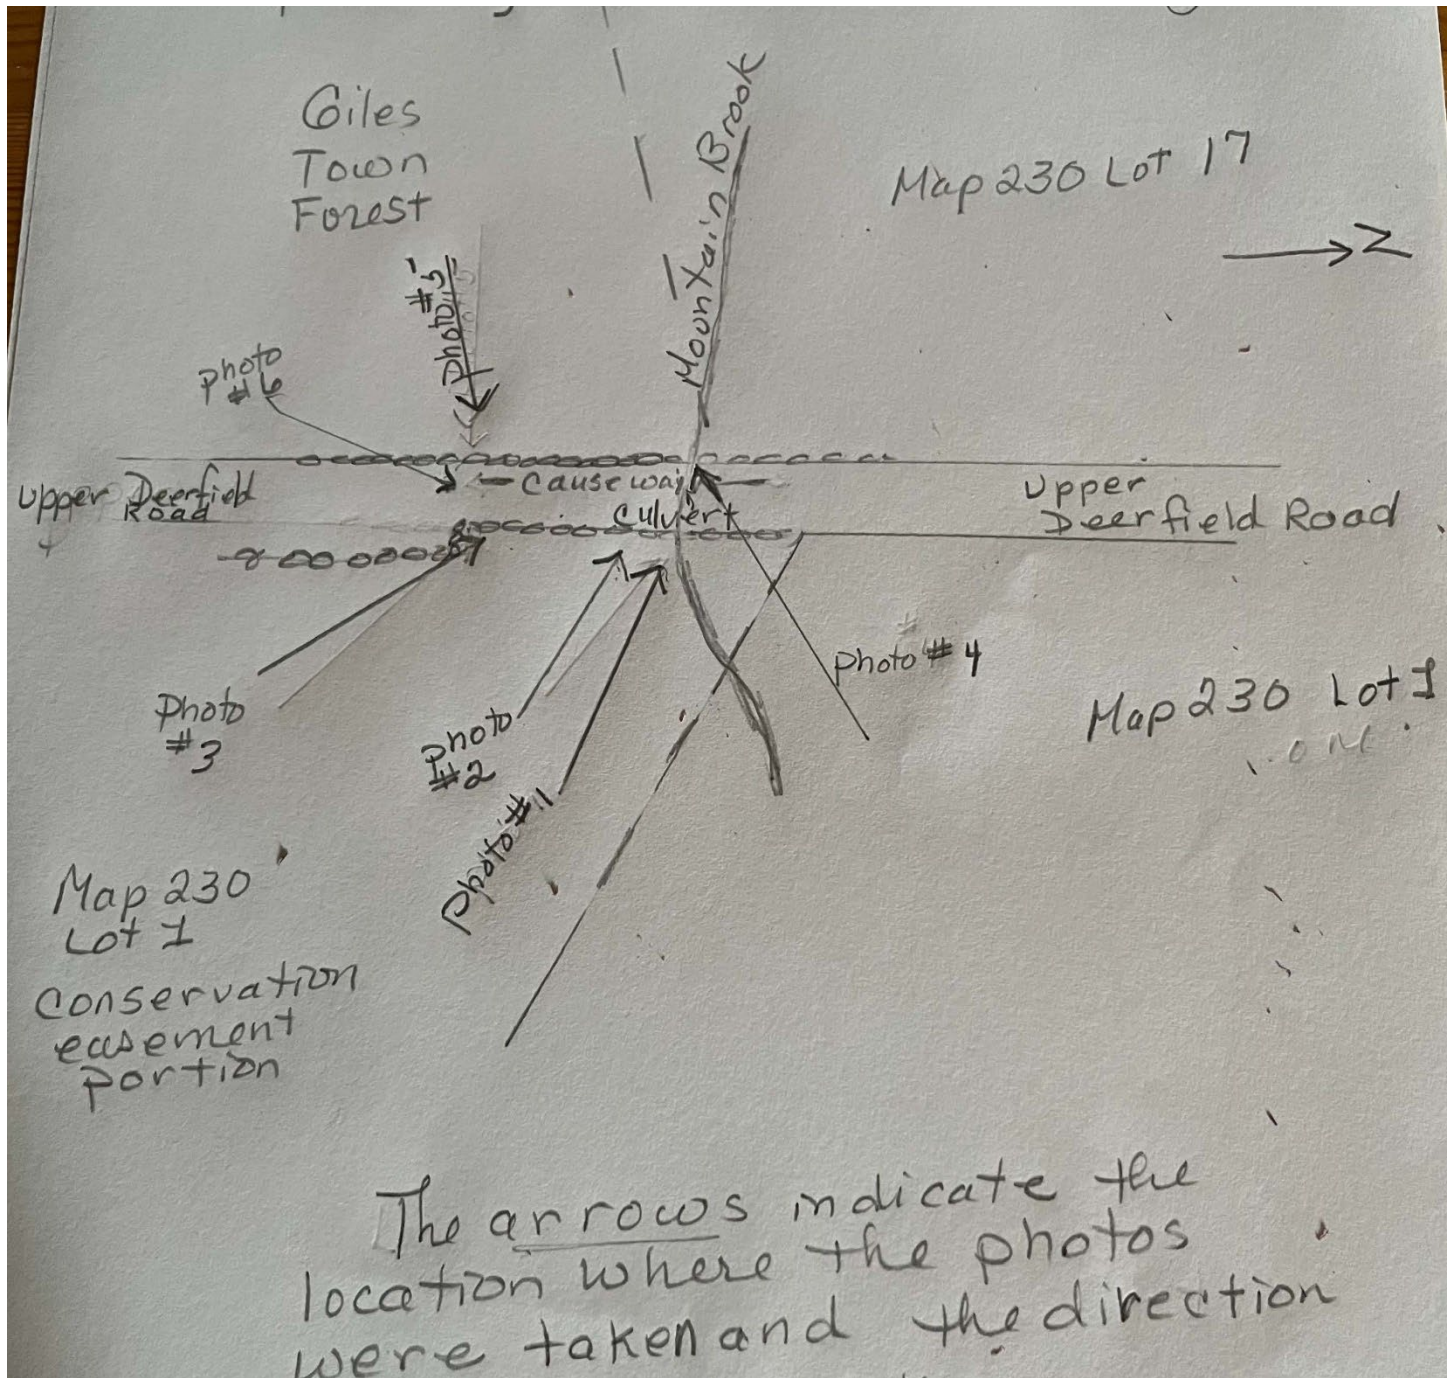 Giles
Town
Forest
Mountain Brook
Map 230 Lot 17
Z
Photo #5
Photo
#6
Upper Deerfield
Road
Causeway
Culvert
Upper
Deerfield Road
Photo
#3
Photo
#2
Photo #1
Photo #4
Map 230 Lot 1
Map 230
Lot 1
Conservation
easement
portion
The arrows indicate the
location where the photos
were taken and the direction